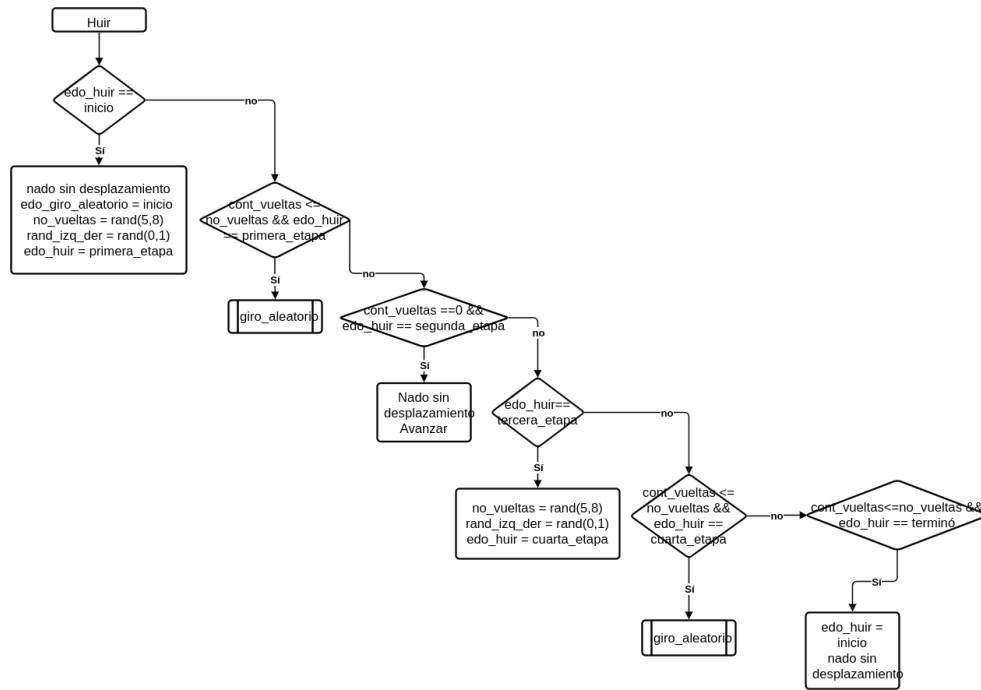 Huir
edo_huir ==
inicio
no
Sí
nado sin desplazamiento
edo_giro_aleatorio = inicio
no_vueltas = rand(5,8)
rand_izq_der = rand(0,1)
edo_huir = primera_etapa
cont_vueltas <=
no_vueltas && edo_huir
== primera_etapa
no
Sí
giro_aleatorio
cont_vueltas ==0 &&
edo_huir == segunda_etapa
no
Sí
Nado sin
desplazamiento
Avanzar
edo_huir==
tercera_etapa
no
Sí
no_vueltas = rand(5,8)
rand_izq_der = rand(0,1)
edo_huir = cuarta_etapa
cont_vueltas <=
no_vueltas &&
edo_huir ==
cuarta_etapa
no
Sí
giro_aleatorio
cont_vueltas<=no_vueltas &&
edo_huir == terminó
Sí
edo_huir =
inicio
nado sin
desplazamiento